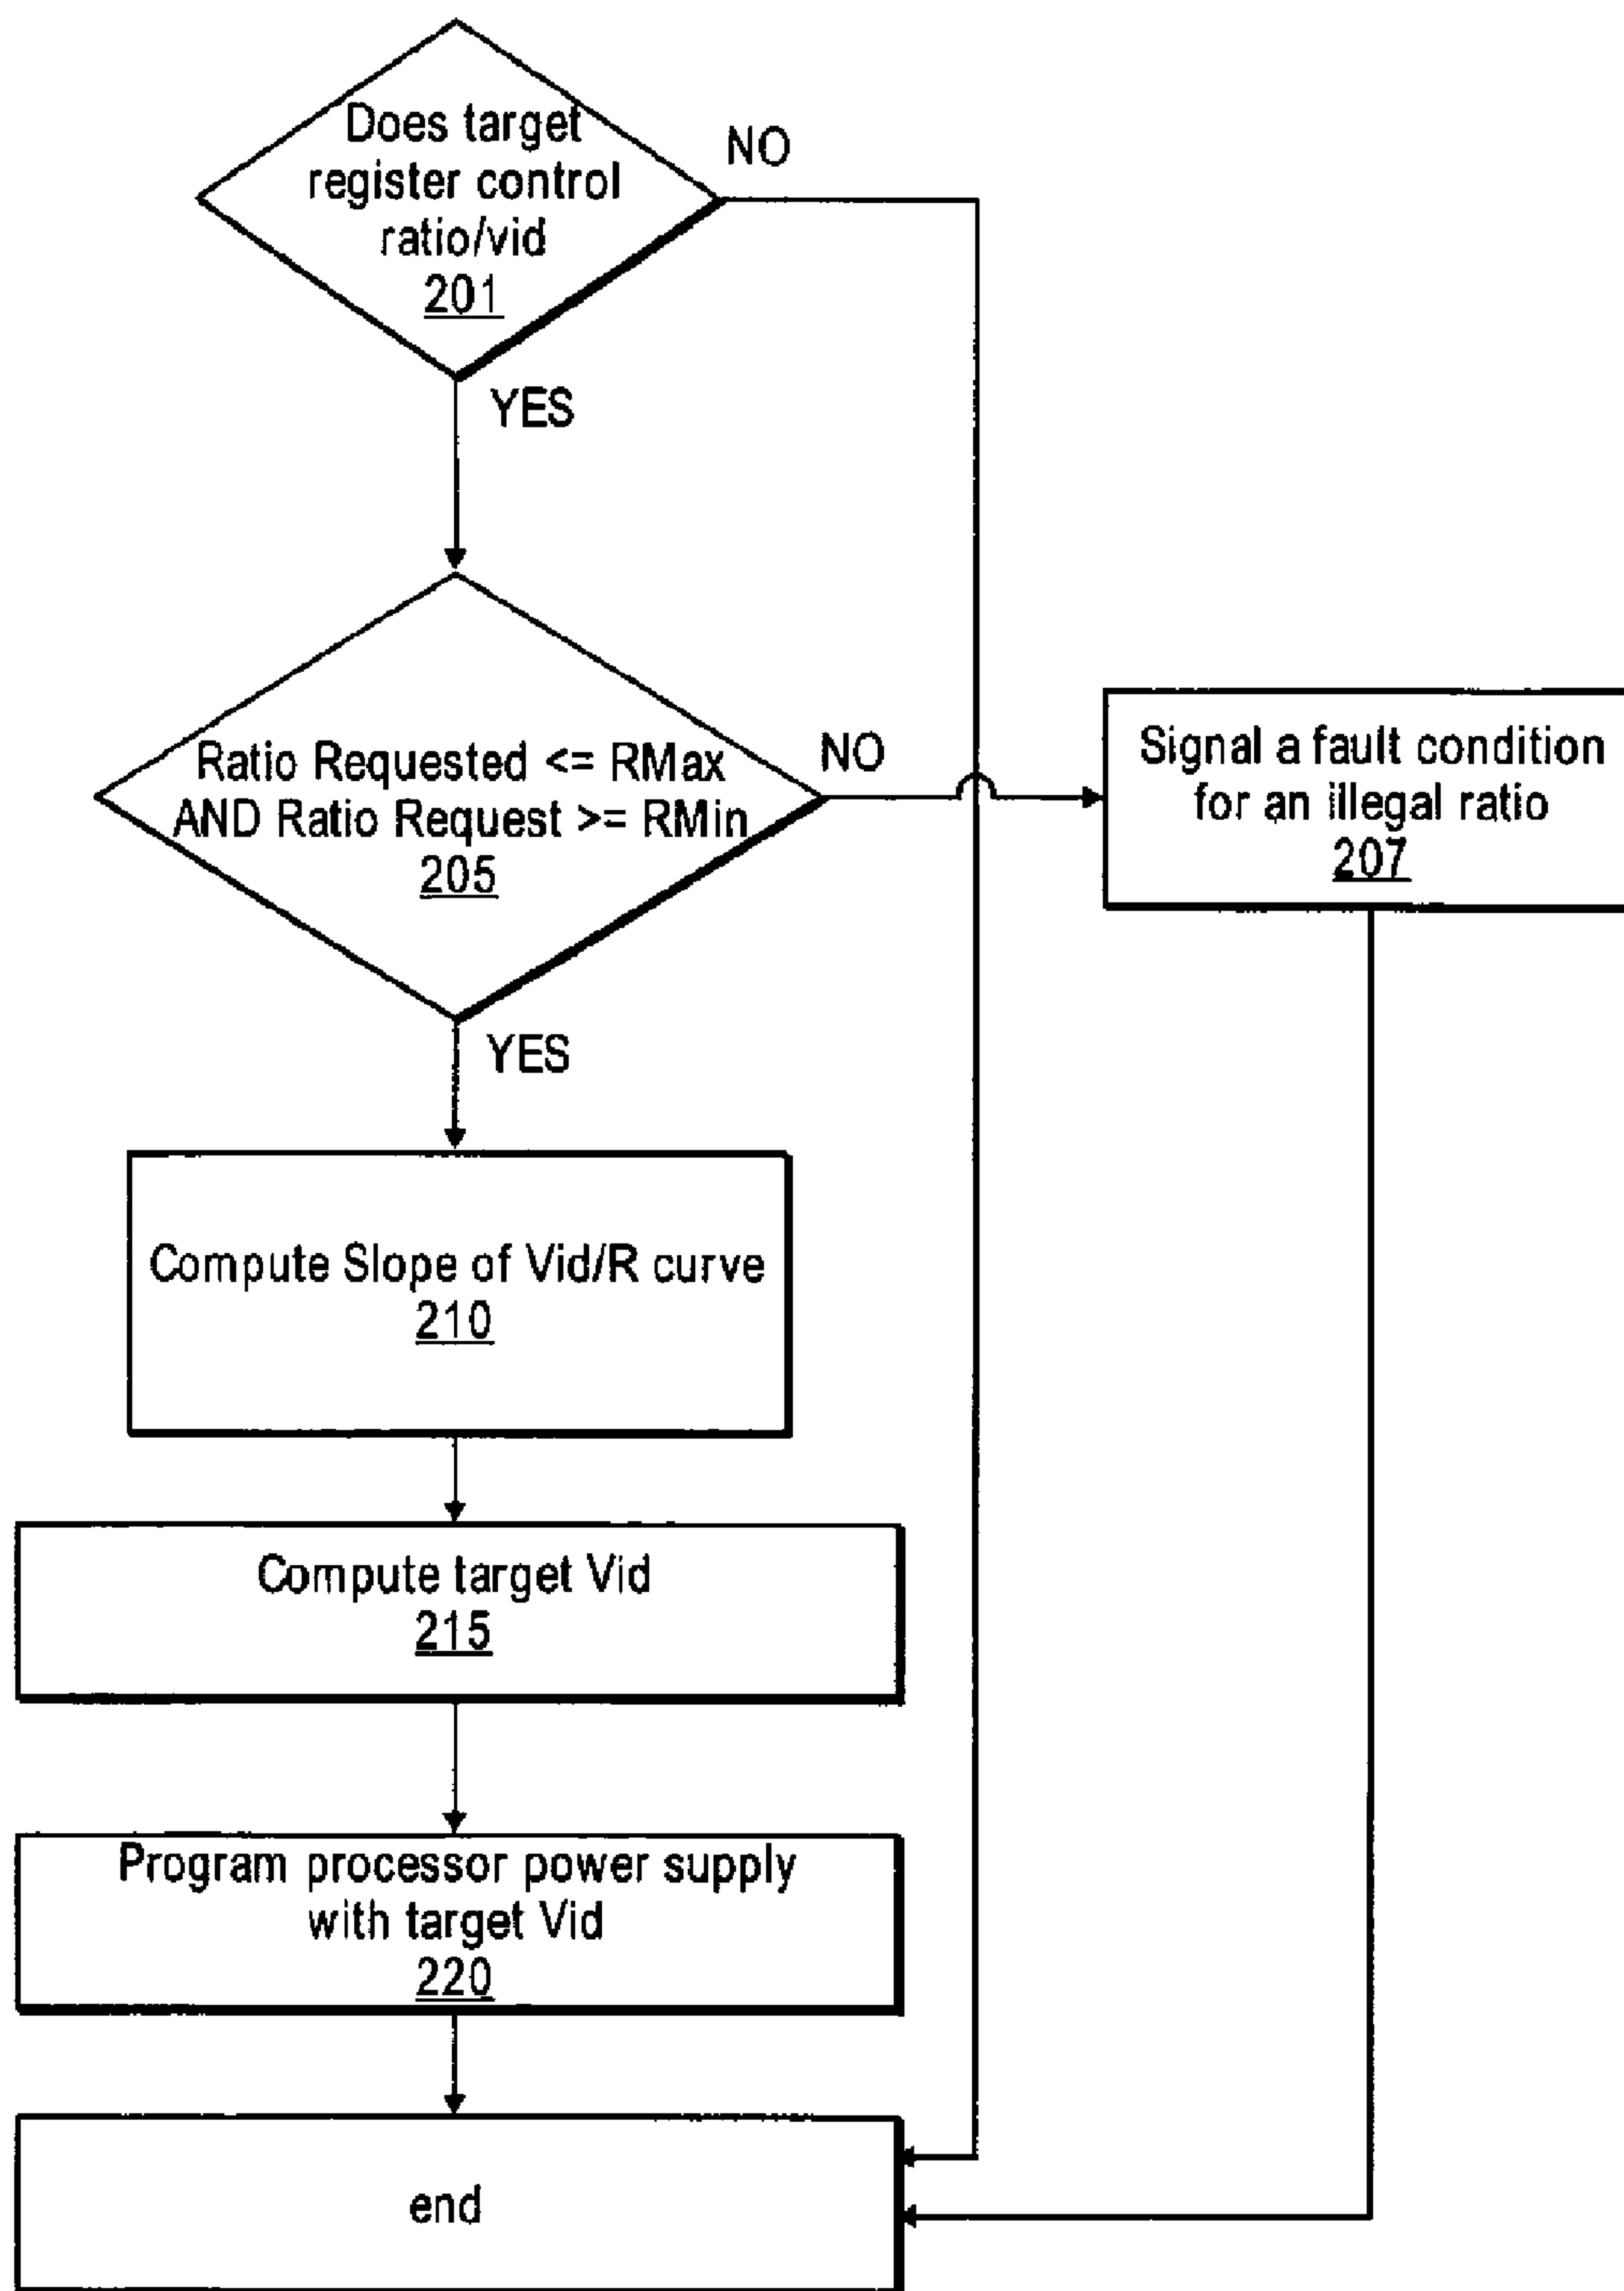 Does target
register control
ratio/vid
201
NO
YES
Ratio Requested <= RMax
AND Ratio Request >= RMin
205
NO
Signal a fault condition
for an illegal ratio
207
YES
Compute Slope of Vid/R curve
210
Compute target Vid
215
Program processor power supply
with target Vid
220
end